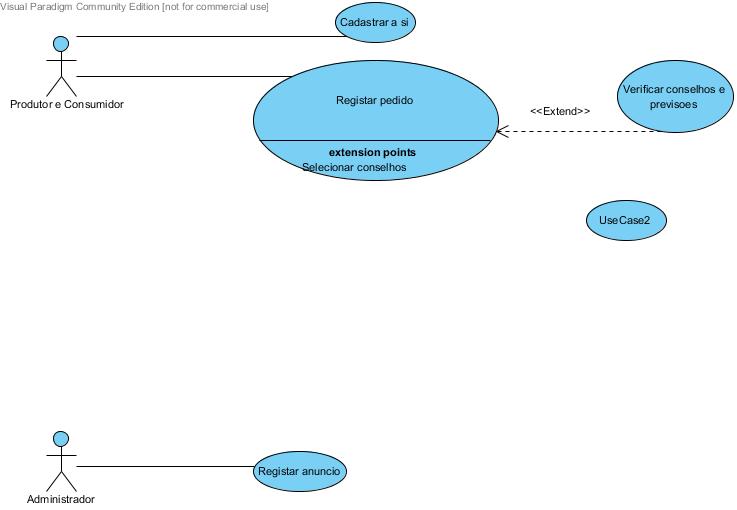 Visual Paradigm Community Edition [not for commercial use]
Cadastrar a si
Produtor e Consumidor
Registar pedido
extension points
Selecionar conselhos
<<Extend>>
Verificar conselhos e
previsoes
UseCase2
Administrador
Registar anuncio